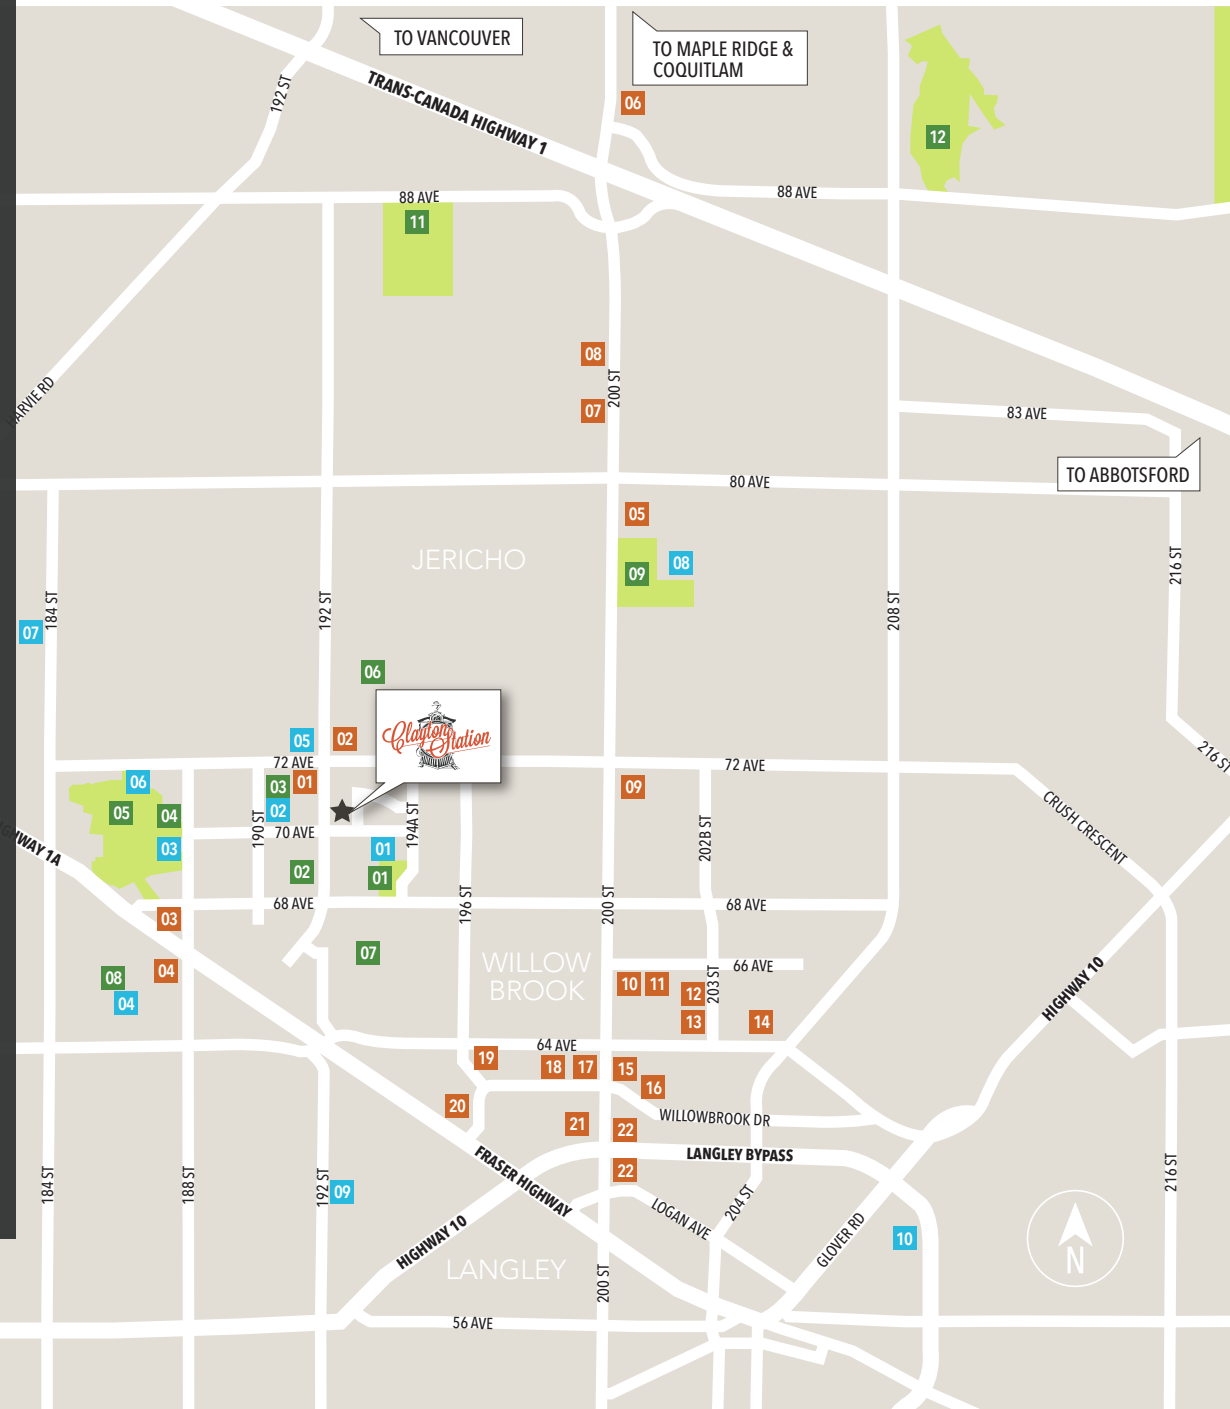 TO VANCOUVER
TO MAPLE RIDGE &
COQUITLAM
192 ST
TRANS-CANADA HIGHWAY 1
06
12
88 AVE
88 AVE
11
08
200 ST
07
HARVIE RD
83 AVE
TO ABBOTSFORD
80 AVE
05
JERICHO
08
09
216 ST
184 ST
192 ST
208 ST
07
06
Clayton
Station
05
02
72 AVE
72 AVE
216 ST
06
03
01
09
05
04
02
190 ST
70 AVE
194A ST
202B ST
CRUSH CRESCENT
HIGHWAY 1A
03
01
02
01
68 AVE
196 ST
200 ST
68 AVE
03
07
WILLOW
BROOK
66 AVE
203 ST
HIGHWAY 10
08
04
04
10
11
12
13
14
64 AVE
19
18
17
15
16
20
21
22
WILLOWBROOK DR
LANGLEY BYPASS
22
FRASER HIGHWAY
184 ST
188 ST
192 ST
09
216 ST
204 ST
LOGAN AVE
GLOVER RD
10
HIGHWAY 10
LANGLEY
200 ST
N
56 AVE